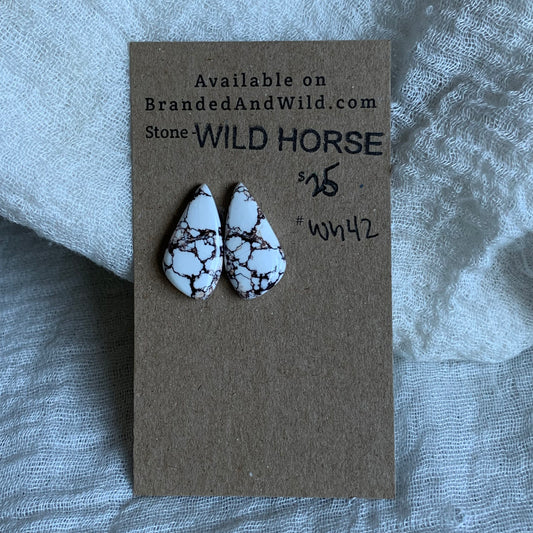 Available on
BrandedAndWild.com
Stone-WILD HORSE
$25
#Wh42